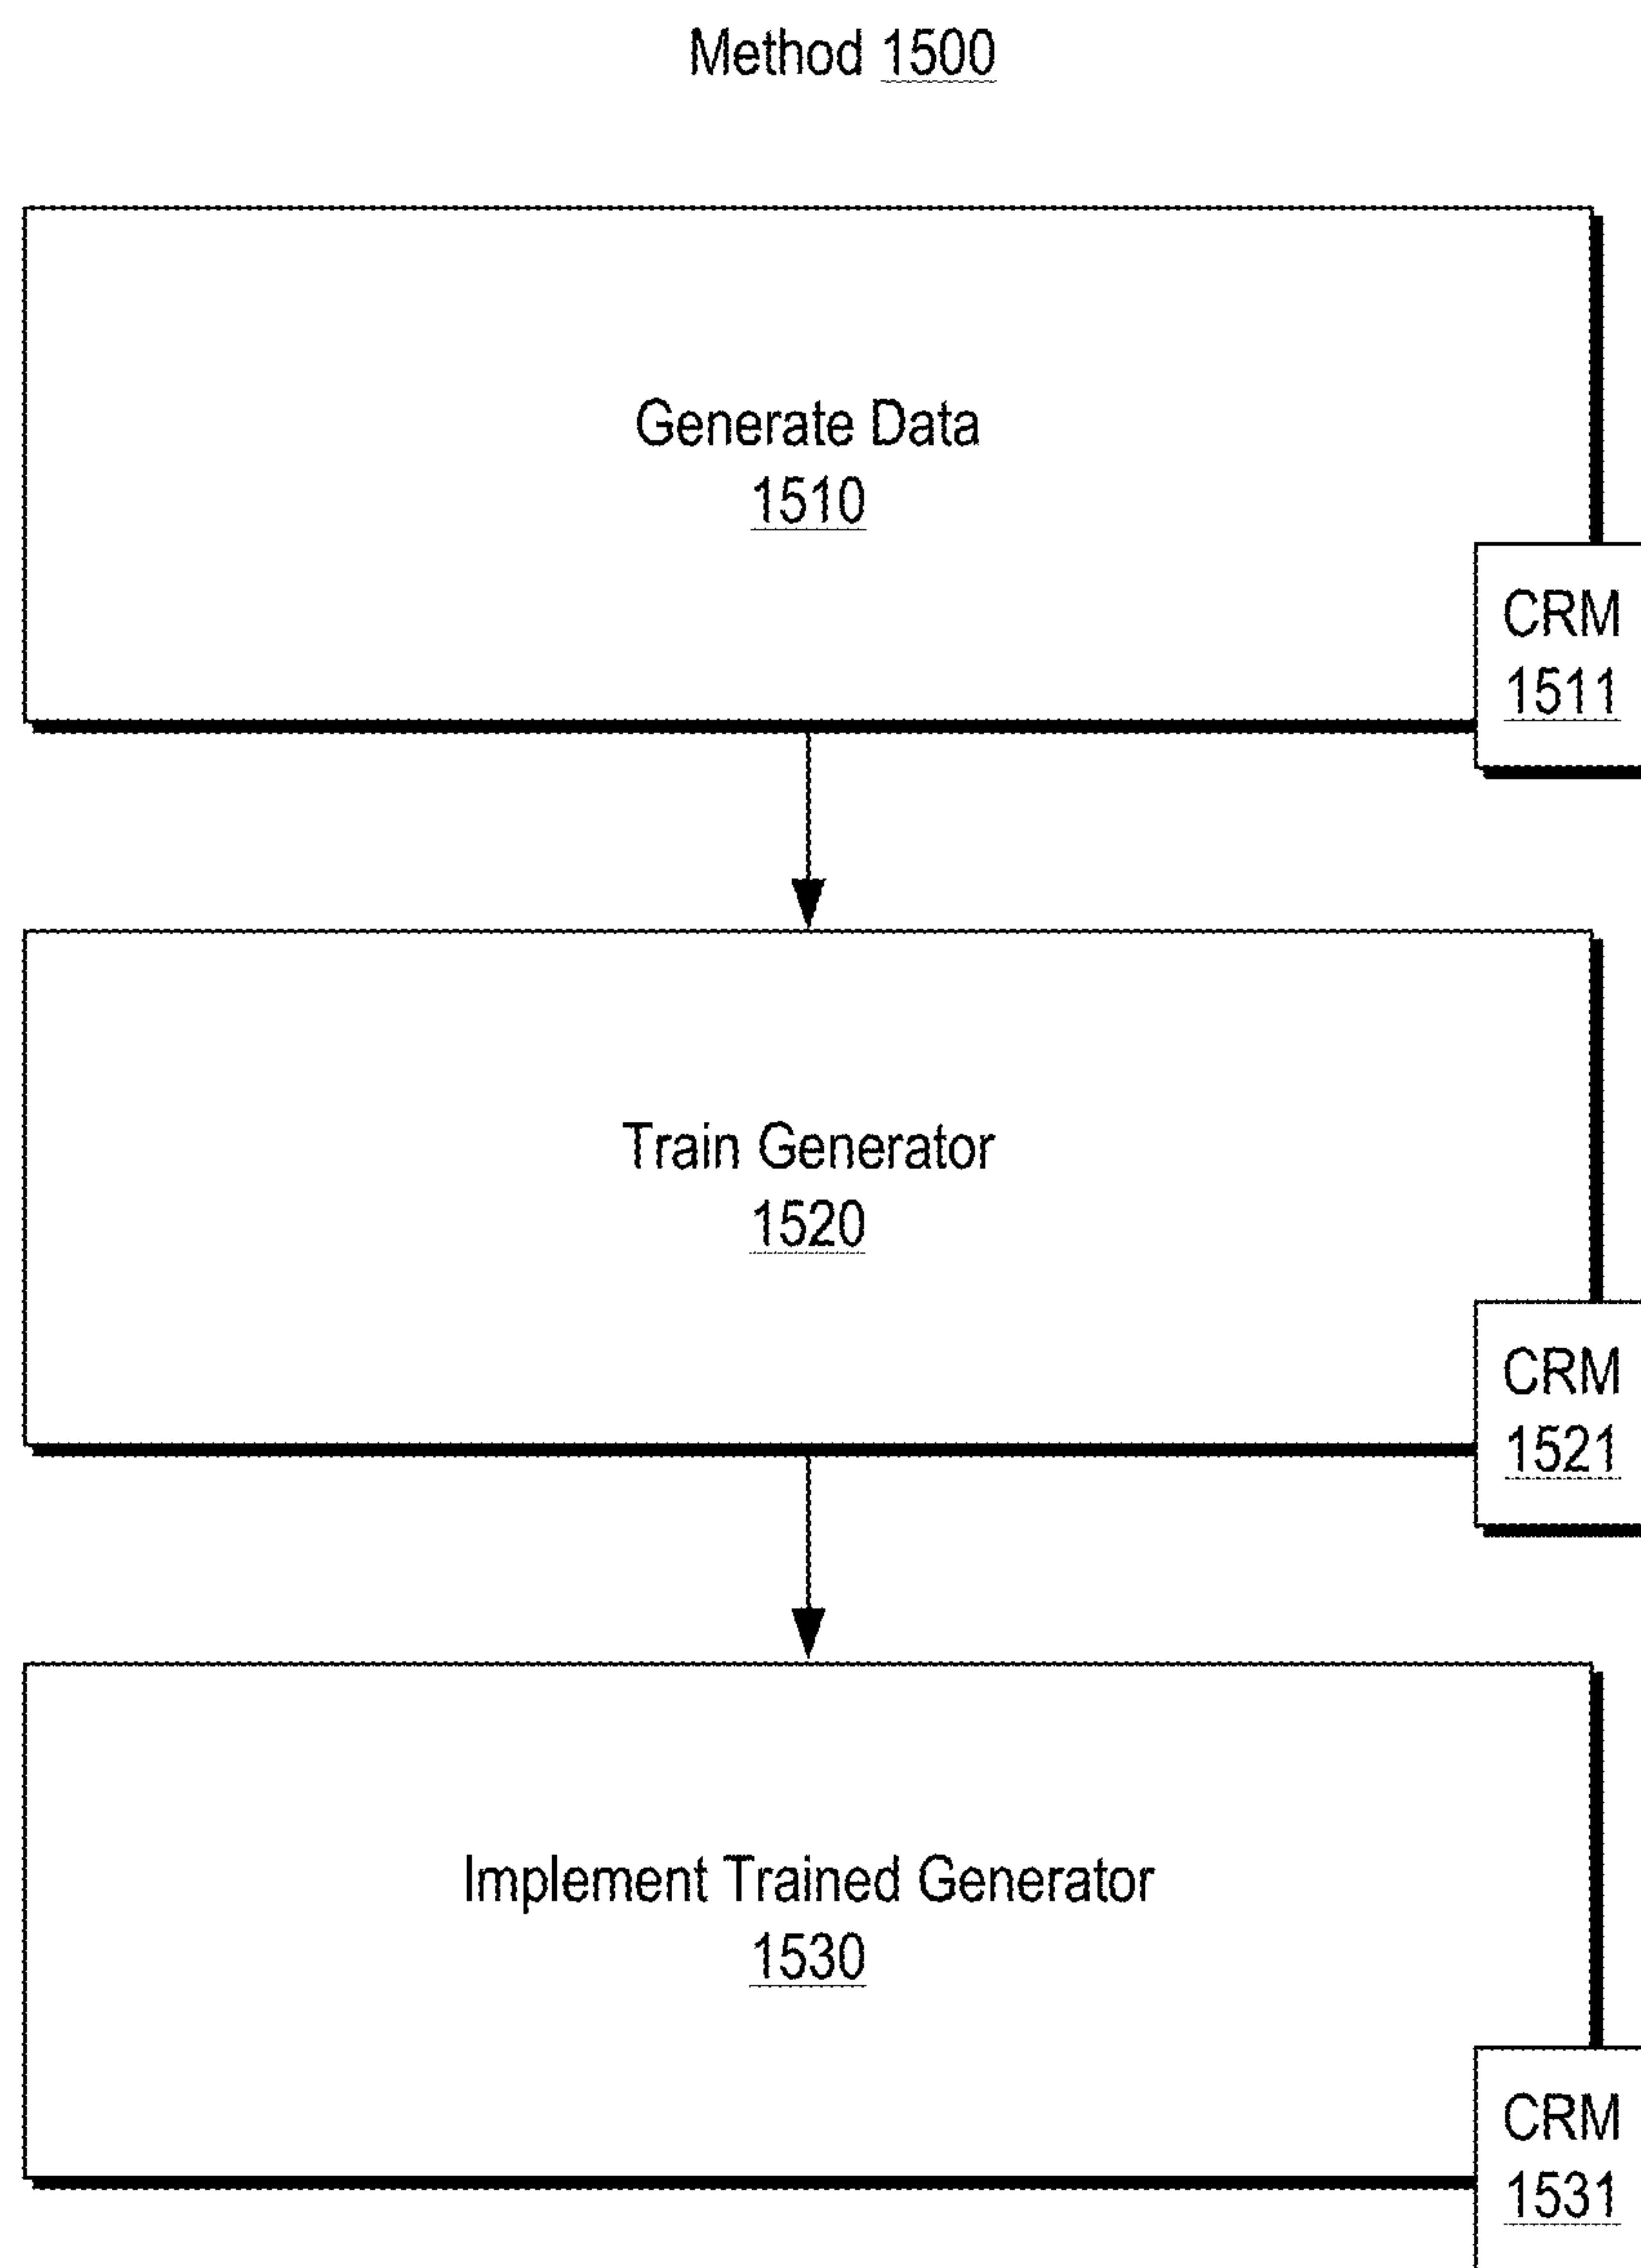 Method 1500
Generate Data
1510
CRM
1511
Train Generator
1520
CRM
1521
Implement Trained Generator
1530
CRM
1531